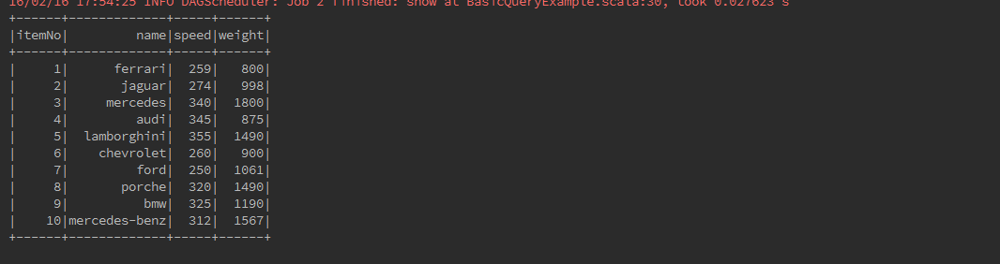 16/02/16 17:54:25 INFO DAGScheduler: Job 2 finished: show at BasicQueryExample.scala:30, took 0.027623 s
+------+-------------+-----+------+
|itemNo|         name|speed|weight|
+------+-------------+-----+------+
|     1|      ferrari|  259|   800|
|     2|       jaguar|  274|   998|
|     3|     mercedes|  340|  1800|
|     4|         audi|  345|   875|
|     5|  lamborghini|  355|  1490|
|     6|    chevrolet|  260|   900|
|     7|         ford|  250|  1061|
|     8|       porche|  320|  1490|
|     9|          bmw|  325|  1190|
|    10|mercedes-benz|  312|  1567|
+------+-------------+-----+------+